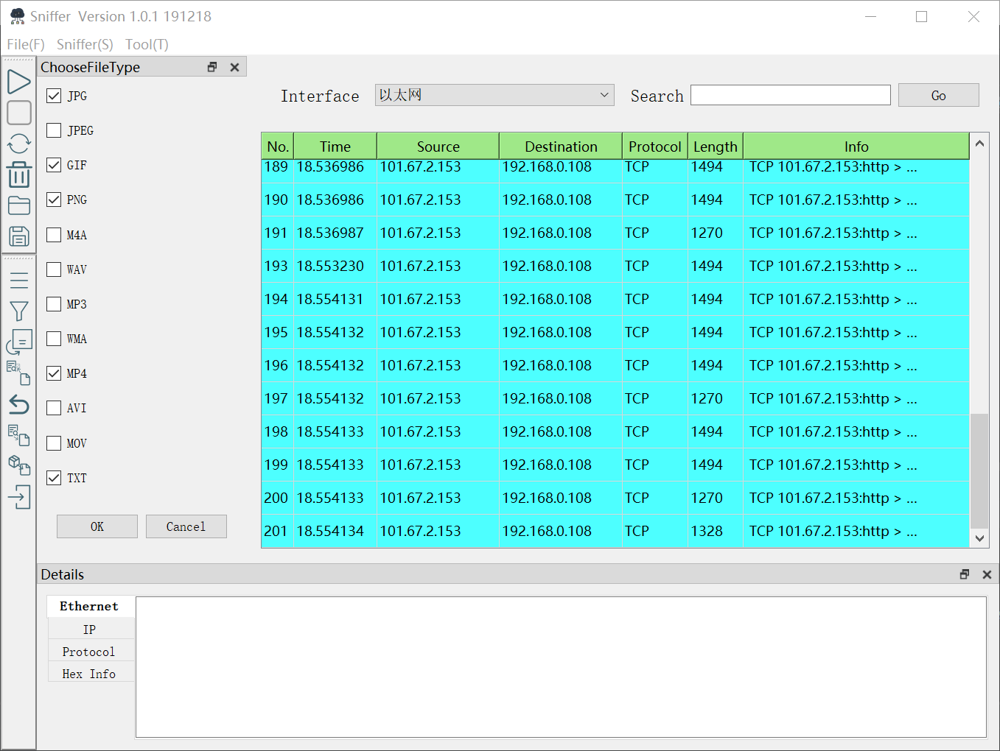 Sniffer Version 1.0.1 191218
File(F) Sniffer(S) Tool(T)
ChooseFileType
JPG
JPEG
GIF
PNG
M4A
WAV
MP3
WMA
MP4
AVI
MOV
TXT
OK Cancel
Interface 以太网 Search Go
No. Time Source Destination Protocol Length Info
189 18.536986 101.67.2.153 192.168.0.108 TCP 1494 TCP 101.67.2.153:http > ...
190 18.536986 101.67.2.153 192.168.0.108 TCP 1494 TCP 101.67.2.153:http > ...
191 18.536987 101.67.2.153 192.168.0.108 TCP 1270 TCP 101.67.2.153:http > ...
193 18.553230 101.67.2.153 192.168.0.108 TCP 1494 TCP 101.67.2.153:http > ...
194 18.554131 101.67.2.153 192.168.0.108 TCP 1494 TCP 101.67.2.153:http > ...
195 18.554132 101.67.2.153 192.168.0.108 TCP 1494 TCP 101.67.2.153:http > ...
196 18.554132 101.67.2.153 192.168.0.108 TCP 1494 TCP 101.67.2.153:http > ...
197 18.554132 101.67.2.153 192.168.0.108 TCP 1270 TCP 101.67.2.153:http > ...
198 18.554133 101.67.2.153 192.168.0.108 TCP 1494 TCP 101.67.2.153:http > ...
199 18.554133 101.67.2.153 192.168.0.108 TCP 1494 TCP 101.67.2.153:http > ...
200 18.554133 101.67.2.153 192.168.0.108 TCP 1270 TCP 101.67.2.153:http > ...
201 18.554134 101.67.2.153 192.168.0.108 TCP 1328 TCP 101.67.2.153:http > ...
Details
Ethernet
IP
Protocol
Hex Info